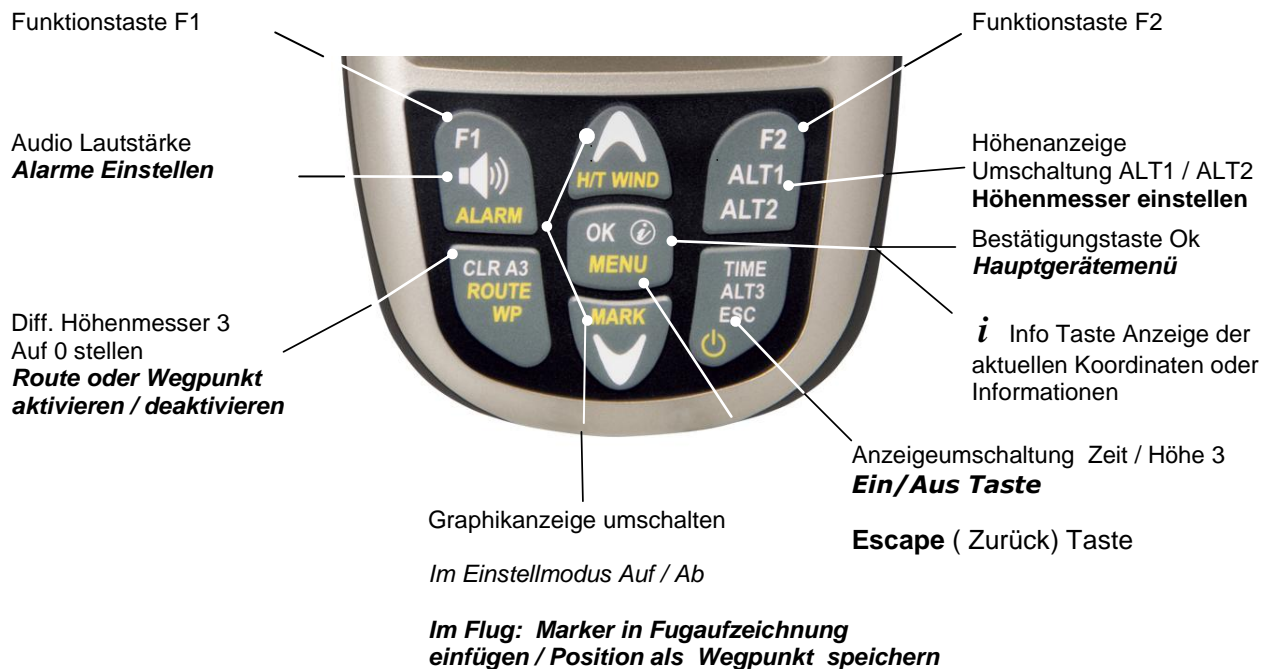 Funktionstaste F1
Funktionstaste F2
Audio Lautstärke
Alarme Einstellen
Höhenanzeige
Umschaltung ALT1 / ALT2
Höhenmesser einstellen
Bestätigungstaste Ok
Hauptgerätemenü
i Info Taste Anzeige der
aktuellen Koordinaten oder
Informationen
Diff. Höhenmesser 3
Auf 0 stellen
Route oder Wegpunkt
aktivieren / deaktivieren
F1
ALARM
H/T WIND
F2
ALT1
ALT2
CLR A3
ROUTE
WP
OK i
MENU
MARK
TIME
ALT3
ESC
Anzeigeumschaltung Zeit / Höhe 3
Ein/Aus Taste
Escape ( Zurück) Taste
Graphikanzeige umschalten
Im Einstellmodus Auf / Ab
Im Flug: Marker in Fugaufzeichnung
einfügen / Position als Wegpunkt speichern